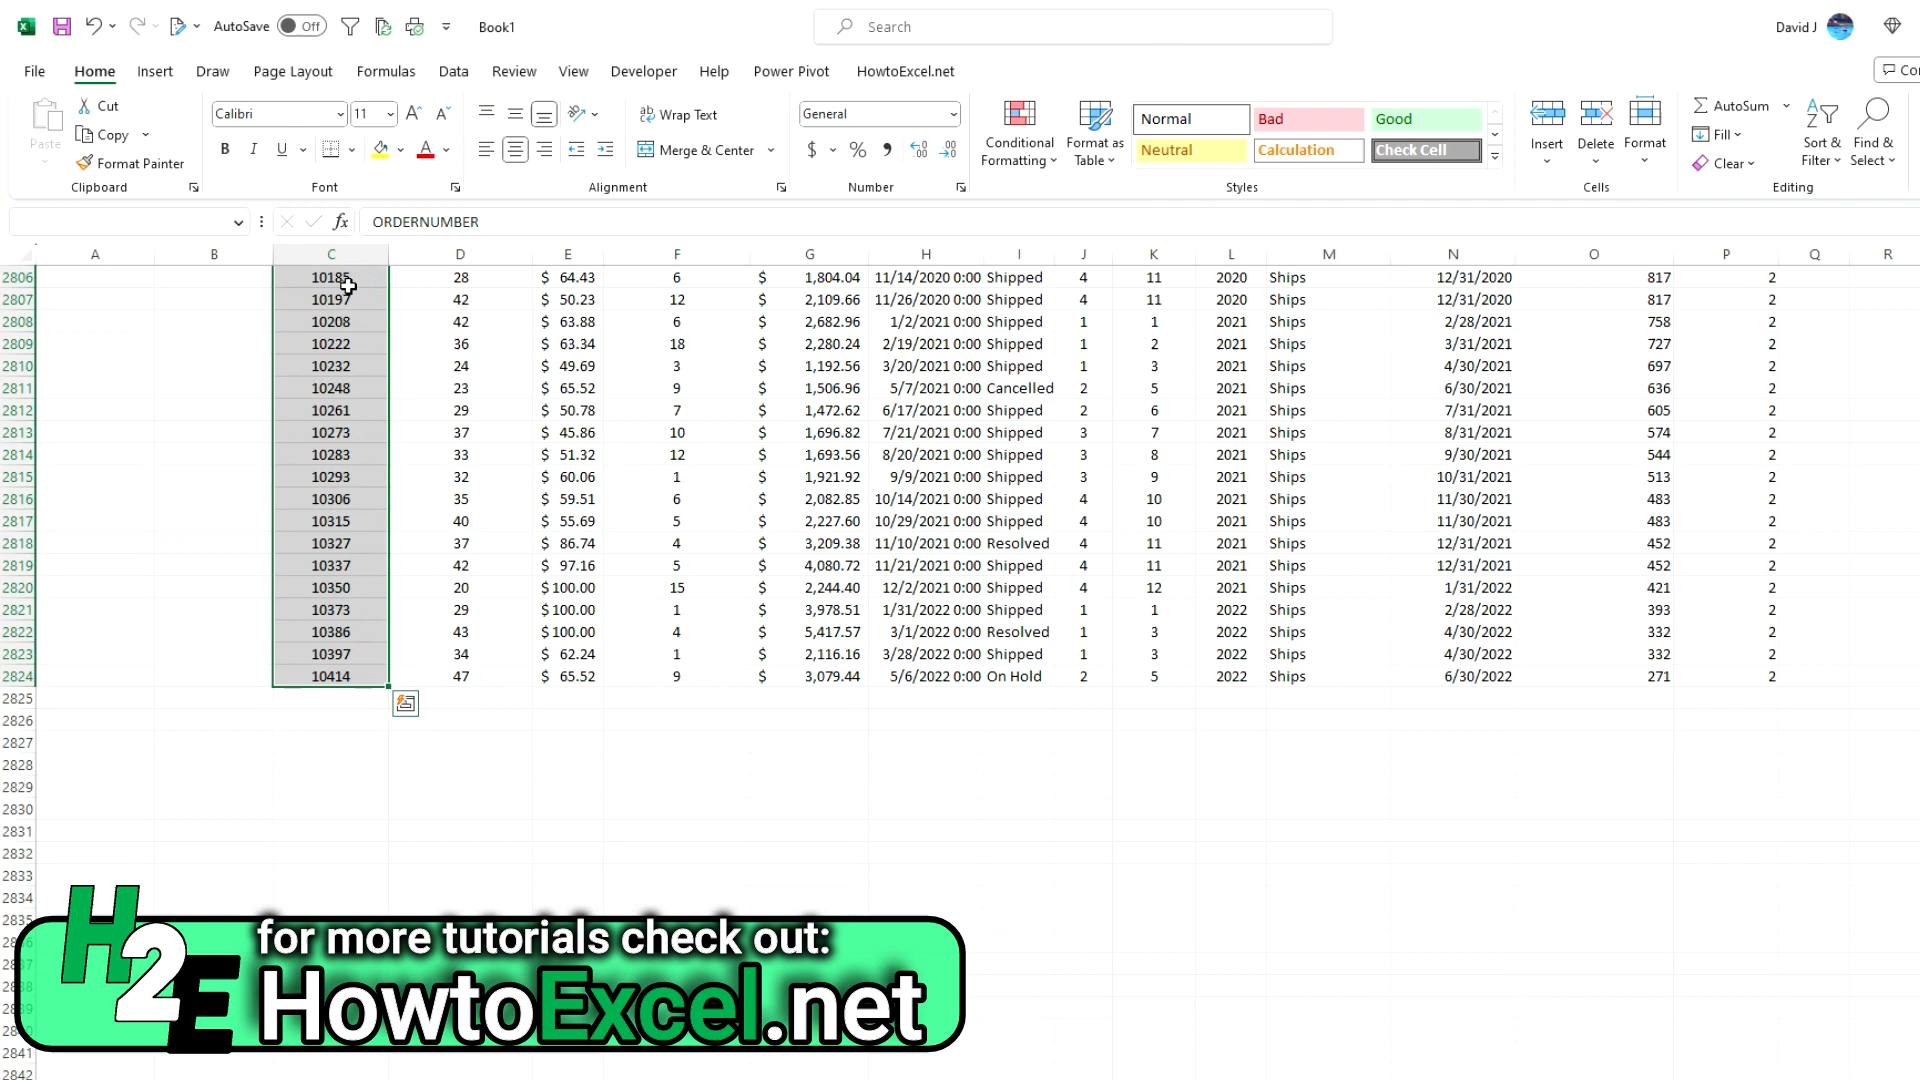 AutoSave Off Book1 Search David J
File Home Insert Draw Page Layout Formulas Data Review View Developer Help Power Pivot HowtoExcel.net
Paste Cut Copy Format Painter Clipboard
Calibri 11 B I U A Font
Wrap Text Merge & Center Alignment
General $ % Number
Conditional Formatting Format as Table
Normal Bad Good
Neutral Calculation Check Cell
Styles
Insert Delete Format Cells
AutoSum Fill Clear Sort & Filter Find & Select Editing
fx ORDERNUMBER
A B C D E F G H I J K L M N O P Q R
2806 10185 28 $ 64.43 6 $ 1,804.04 11/14/2020 0:00 Shipped 4 11 2020 Ships 12/31/2020 817 2
2807 10197 42 $ 50.23 12 $ 2,109.66 11/26/2020 0:00 Shipped 4 11 2020 Ships 12/31/2020 817 2
2808 10208 42 $ 63.88 6 $ 2,682.96 1/2/2021 0:00 Shipped 1 1 2021 Ships 2/28/2021 758 2
2809 10222 36 $ 63.34 18 $ 2,280.24 2/19/2021 0:00 Shipped 1 2 2021 Ships 3/31/2021 727 2
2810 10232 24 $ 49.69 3 $ 1,192.56 3/20/2021 0:00 Shipped 1 3 2021 Ships 4/30/2021 697 2
2811 10248 23 $ 65.52 9 $ 1,506.96 5/7/2021 0:00 Cancelled 2 5 2021 Ships 6/30/2021 636 2
2812 10261 29 $ 50.78 7 $ 1,472.62 6/17/2021 0:00 Shipped 2 6 2021 Ships 7/31/2021 605 2
2813 10273 37 $ 45.86 10 $ 1,696.82 7/21/2021 0:00 Shipped 3 7 2021 Ships 8/31/2021 574 2
2814 10283 33 $ 51.32 12 $ 1,693.56 8/20/2021 0:00 Shipped 3 8 2021 Ships 9/30/2021 544 2
2815 10293 32 $ 60.06 1 $ 1,921.92 9/9/2021 0:00 Shipped 3 9 2021 Ships 10/31/2021 513 2
2816 10306 35 $ 59.51 6 $ 2,082.85 10/14/2021 0:00 Shipped 4 10 2021 Ships 11/30/2021 483 2
2817 10315 40 $ 55.69 5 $ 2,227.60 10/29/2021 0:00 Shipped 4 10 2021 Ships 11/30/2021 483 2
2818 10327 37 $ 86.74 4 $ 3,209.38 11/10/2021 0:00 Resolved 4 11 2021 Ships 12/31/2021 452 2
2819 10337 42 $ 97.16 5 $ 4,080.72 11/21/2021 0:00 Shipped 4 11 2021 Ships 12/31/2021 452 2
2820 10350 20 $100.00 15 $ 2,244.40 12/2/2021 0:00 Shipped 4 12 2021 Ships 1/31/2022 421 2
2821 10373 29 $100.00 1 $ 3,978.51 1/31/2022 0:00 Shipped 1 1 2022 Ships 2/28/2022 393 2
2822 10386 43 $100.00 4 $ 5,417.57 3/1/2022 0:00 Resolved 1 3 2022 Ships 4/30/2022 332 2
2823 10397 34 $ 62.24 1 $ 2,116.16 3/28/2022 0:00 Shipped 1 3 2022 Ships 4/30/2022 332 2
2824 10414 47 $ 65.52 9 $ 3,079.44 5/6/2022 0:00 On Hold 2 5 2022 Ships 6/30/2022 271 2
2825
2826
2827
2828
2829
2830
2831
2832
2833
2834
2835
2841
2842
H2E
for more tutorials check out:
HowtoExcel.net